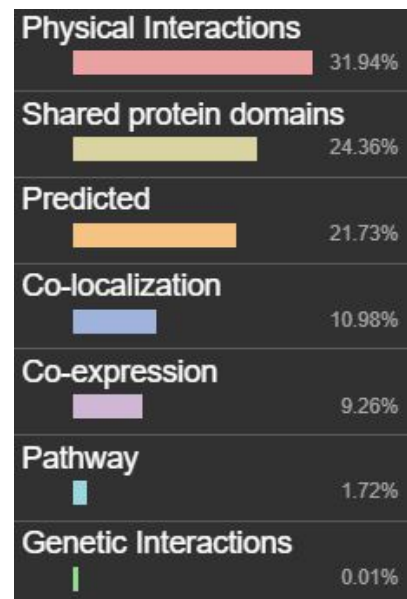 Physical Interactions
31.94%
Shared protein domains
24.36%
Predicted
21.73%
Co-localization
10.98%
Co-expression
9.26%
Pathway
1.72%
Genetic Interactions
0.01%